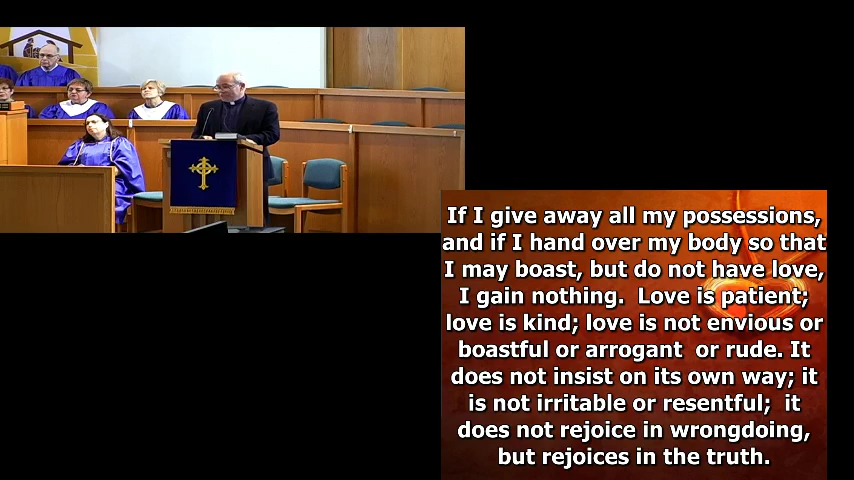 If I give away all my possessions,
and if I hand over my body so that
I may boast, but do not have love,
I gain nothing.  Love is patient;
love is kind; love is not envious or
boastful or arrogant  or rude. It
does not insist on its own way; it
is not irritable or resentful;  it
does not rejoice in wrongdoing,
but rejoices in the truth.